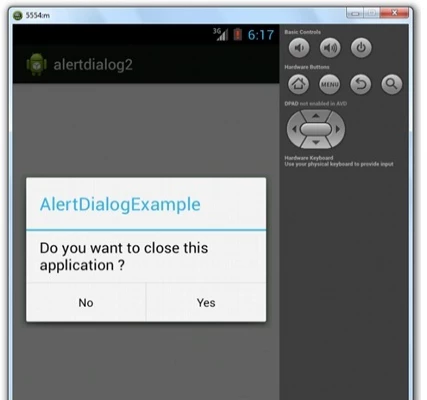 5554:m
3G 6:17
alertdialog2
AlertDialogExample
Do you want to close this
application ?
No Yes
Basic Controls
Hardware Buttons
MENU
DPAD not enabled in AVD
Hardware Keyboard
Use your physical keyboard to provide input